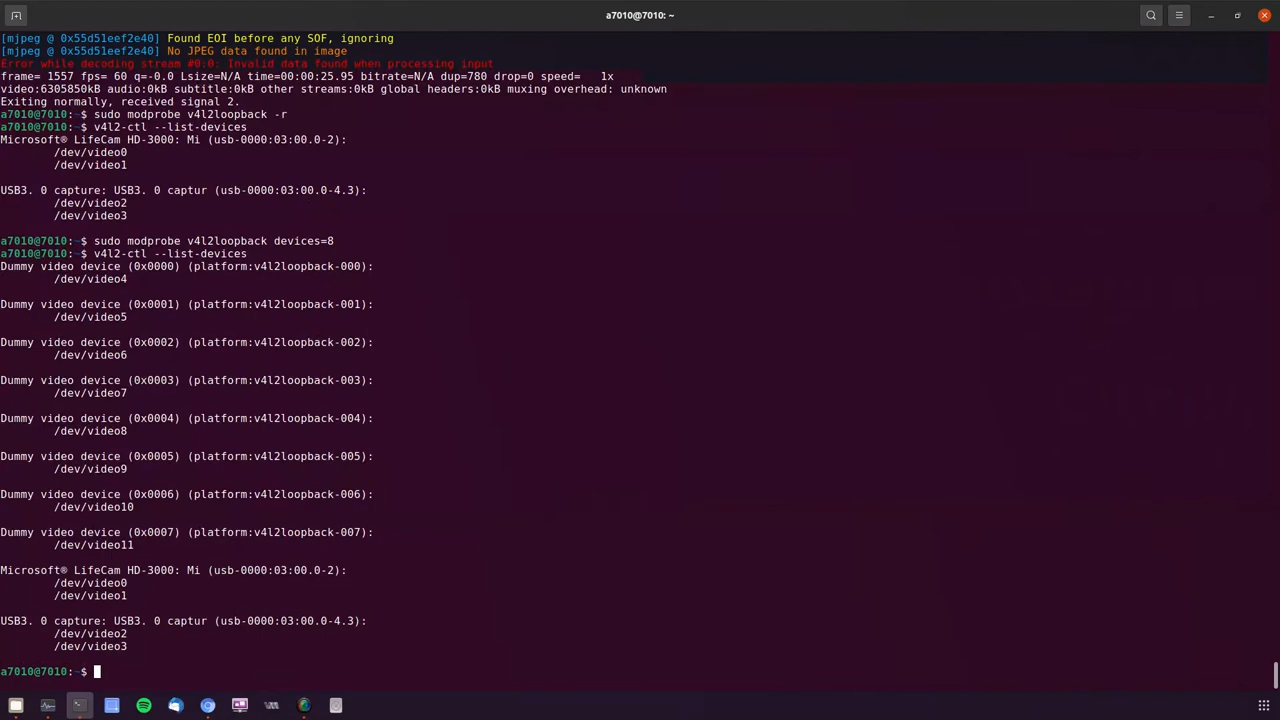 a7010@7010: ~
[mjpeg @ 0x55d51eef2e40] Found EOI before any SOF, ignoring
[mjpeg @ 0x55d51eef2e40] No JPEG data found in image
Error while decoding stream #0:0: Invalid data found when processing input
frame= 1557 fps= 60 q=-0.0 Lsize=N/A time=00:00:25.95 bitrate=N/A dup=780 drop=0 speed=   1x
video:6305850kB audio:0kB subtitle:0kB other streams:0kB global headers:0kB muxing overhead: unknown
Exiting normally, received signal 2.
a7010@7010:~$ sudo modprobe v4l2loopback -r
a7010@7010:~$ v4l2-ctl --list-devices
Microsoft® LifeCam HD-3000: Mi (usb-0000:03:00.0-2):
/dev/video0
/dev/video1
USB3. 0 capture: USB3. 0 captur (usb-0000:03:00.0-4.3):
/dev/video2
/dev/video3
a7010@7010:~$ sudo modprobe v4l2loopback devices=8
a7010@7010:~$ v4l2-ctl --list-devices
Dummy video device (0x0000) (platform:v4l2loopback-000):
/dev/video4
Dummy video device (0x0001) (platform:v4l2loopback-001):
/dev/video5
Dummy video device (0x0002) (platform:v4l2loopback-002):
/dev/video6
Dummy video device (0x0003) (platform:v4l2loopback-003):
/dev/video7
Dummy video device (0x0004) (platform:v4l2loopback-004):
/dev/video8
Dummy video device (0x0005) (platform:v4l2loopback-005):
/dev/video9
Dummy video device (0x0006) (platform:v4l2loopback-006):
/dev/video10
Dummy video device (0x0007) (platform:v4l2loopback-007):
/dev/video11
Microsoft® LifeCam HD-3000: Mi (usb-0000:03:00.0-2):
/dev/video0
/dev/video1
USB3. 0 capture: USB3. 0 captur (usb-0000:03:00.0-4.3):
/dev/video2
/dev/video3
a7010@7010:~$